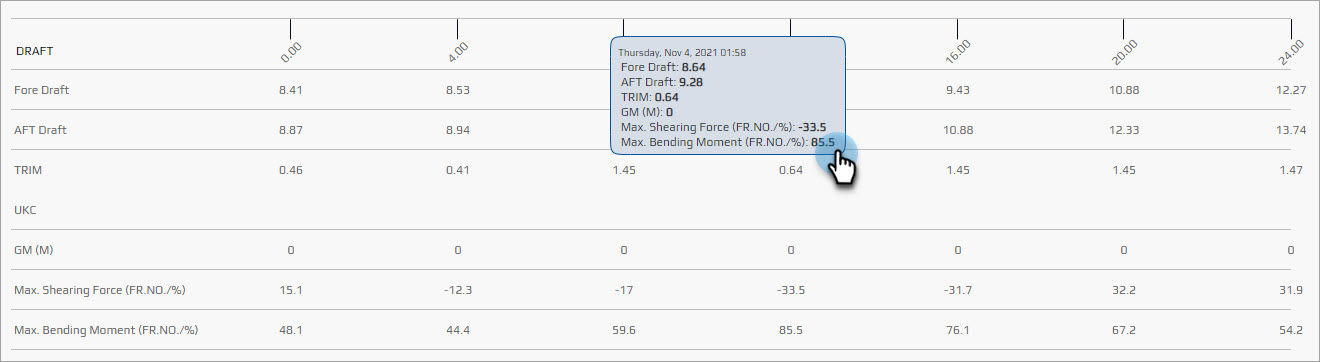 DRAFT 0.00 4.00 16.00 20.00 24.00
Thursday, Nov 4, 2021 01:58
Fore Draft: 8.64
AFT Draft: 9.28
TRIM: 0.64
GM (M): 0
Max. Shearing Force (FR.NO./%): -33.5
Max. Bending Moment (FR.NO./%): 85.5
Fore Draft 8.41 8.53 9.43 10.88 12.27
AFT Draft 8.87 8.94 10.88 12.33 13.74
TRIM 0.46 0.41 1.45 0.64 1.45 1.45 1.47
UKC
GM (M) 0 0 0 0 0 0 0
Max. Shearing Force (FR.NO./%) 15.1 -12.3 -17 -33.5 -31.7 32.2 31.9
Max. Bending Moment (FR.NO./%) 48.1 44.4 59.6 85.5 76.1 67.2 54.2